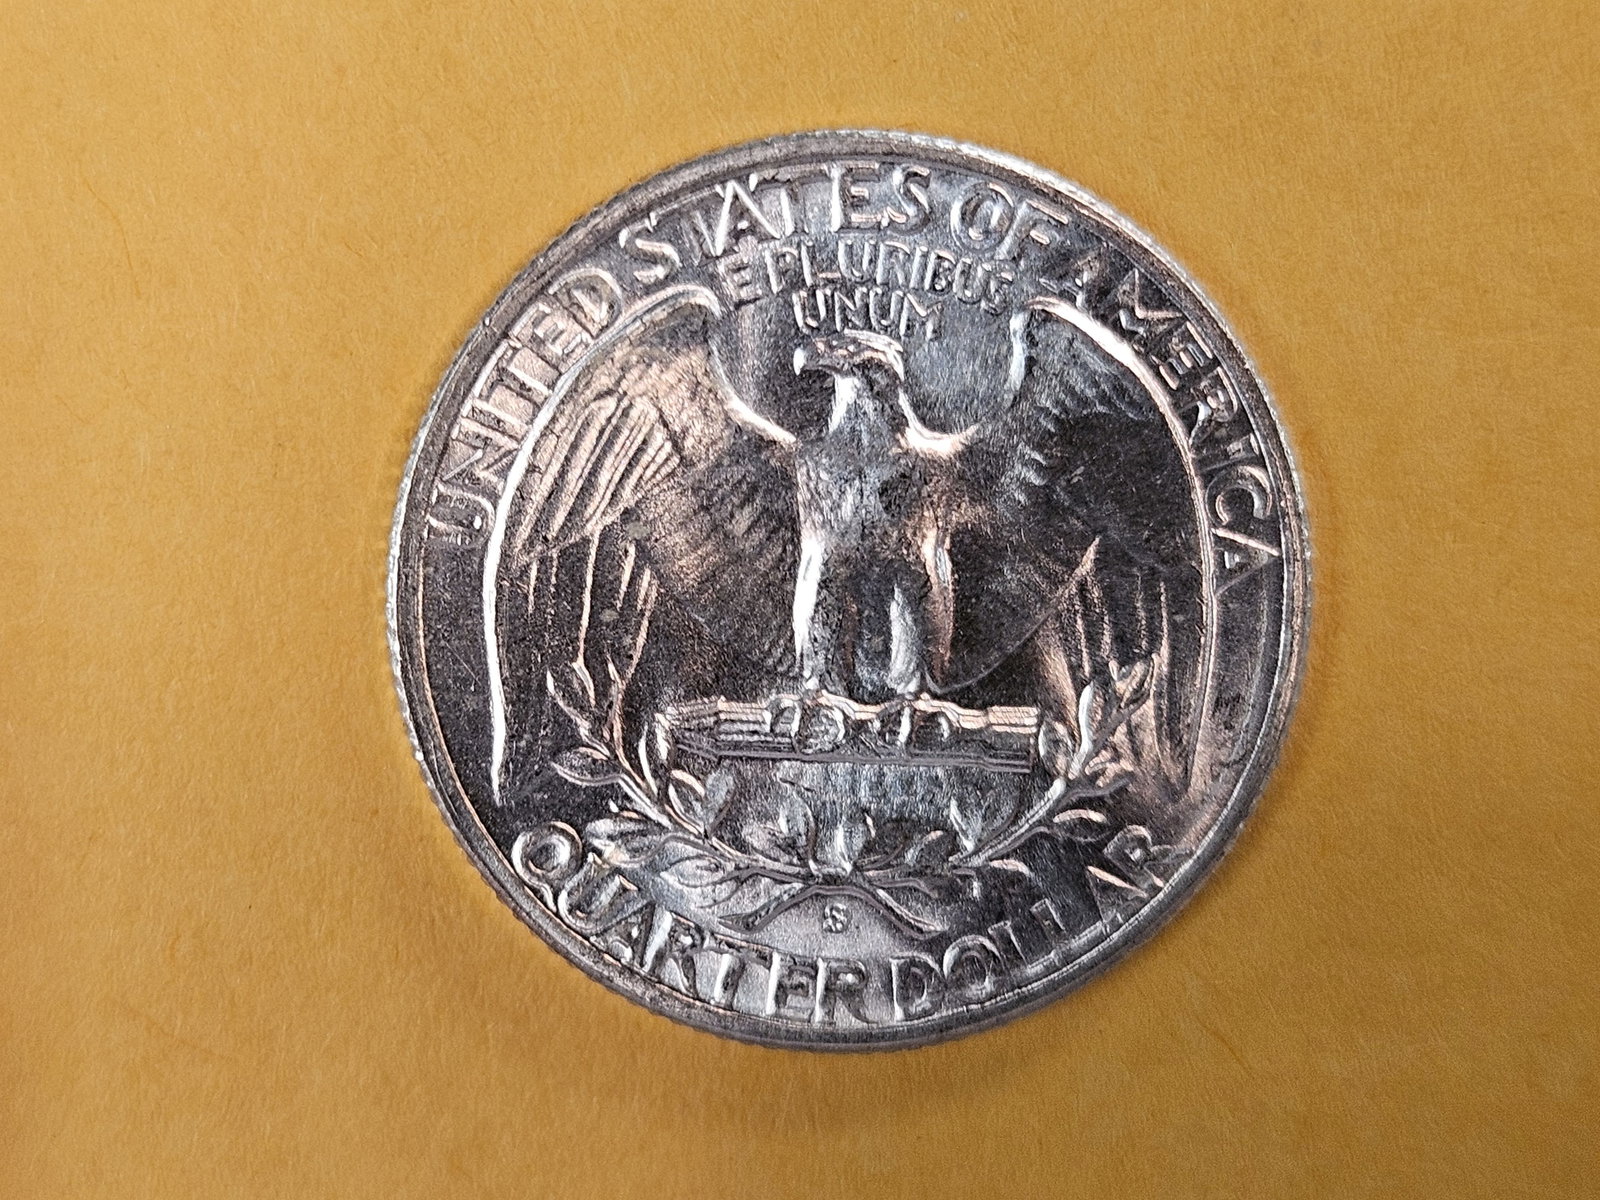 UNITED STATES OF AMERICA
E PLURIBUS
UNUM
S
QUARTER DOLLAR